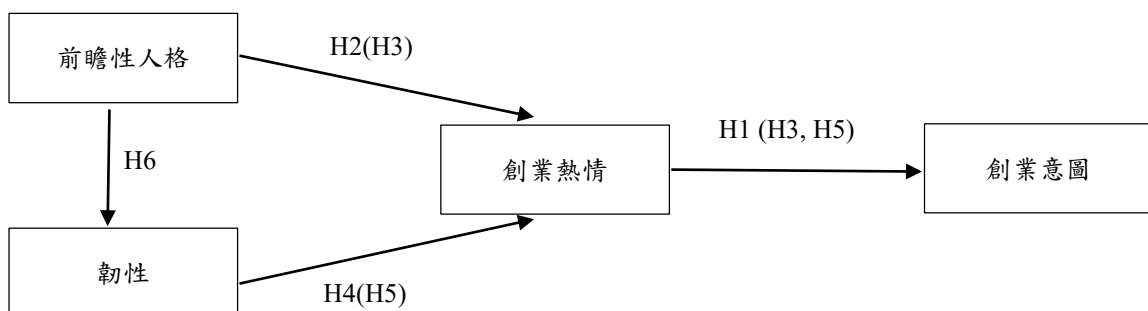 前瞻性人格
H2(H3)
H6
創業熱情
H1 (H3, H5)
創業意圖
韌性
H4(H5)